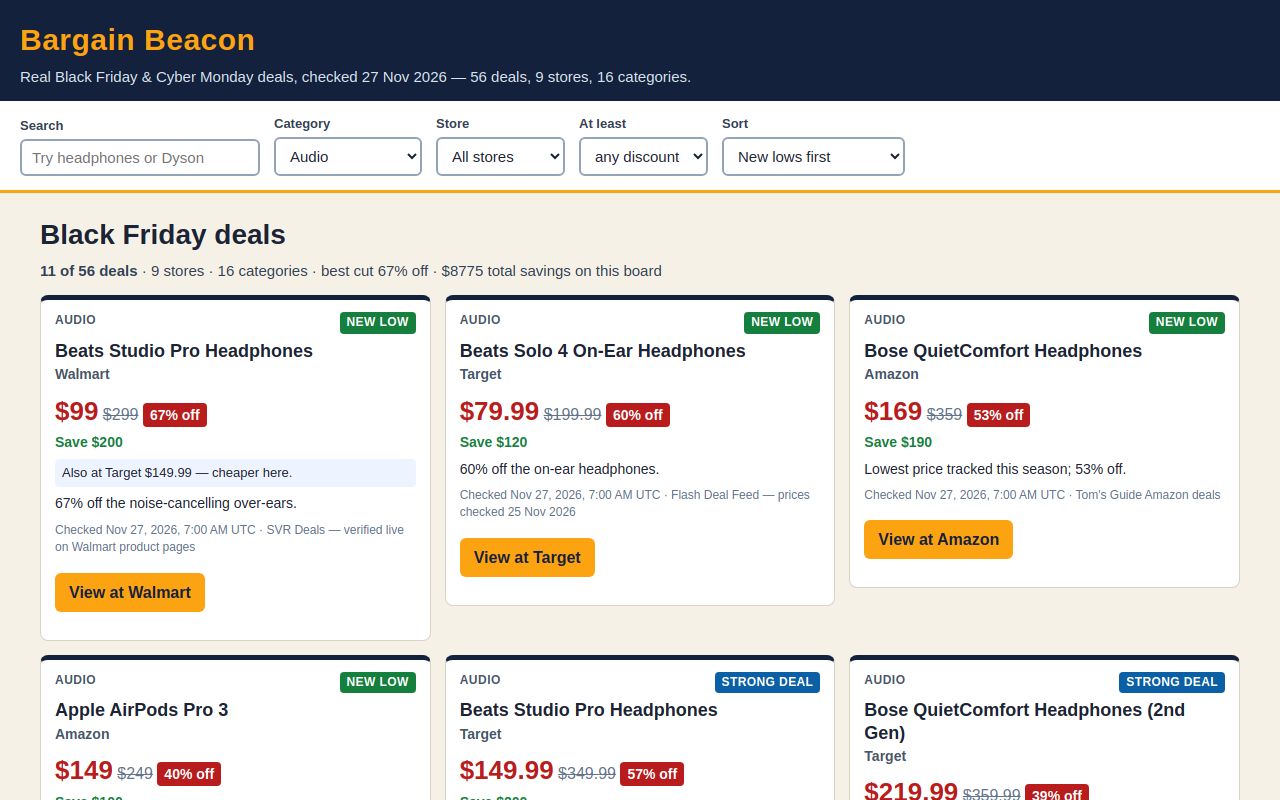 Bargain Beacon
Real Black Friday & Cyber Monday deals, checked 27 Nov 2026 — 56 deals, 9 stores, 16 categories.
Search
Category
Store
At least
Sort
Try headphones or Dyson
Audio
All stores
any discount
New lows first
Black Friday deals
11 of 56 deals · 9 stores · 16 categories · best cut 67% off · $8775 total savings on this board
AUDIO
NEW LOW
Beats Studio Pro Headphones
Walmart
$99 $299 67% off
Save $200
Also at Target $149.99 — cheaper here.
67% off the noise-cancelling over-ears.
Checked Nov 27, 2026, 7:00 AM UTC · SVR Deals — verified live
on Walmart product pages
View at Walmart
AUDIO
NEW LOW
Beats Solo 4 On-Ear Headphones
Target
$79.99 $199.99 60% off
Save $120
60% off the on-ear headphones.
Checked Nov 27, 2026, 7:00 AM UTC · Flash Deal Feed — prices
checked 25 Nov 2026
View at Target
AUDIO
NEW LOW
Bose QuietComfort Headphones
Amazon
$169 $359 53% off
Save $190
Lowest price tracked this season; 53% off.
Checked Nov 27, 2026, 7:00 AM UTC · Tom's Guide Amazon deals
View at Amazon
AUDIO
NEW LOW
Apple AirPods Pro 3
Amazon
$149 $249 40% off
AUDIO
STRONG DEAL
Beats Studio Pro Headphones
Target
$149.99 $349.99 57% off
AUDIO
STRONG DEAL
Bose QuietComfort Headphones (2nd
Gen)
Target
$219.99 $359.99 39% off